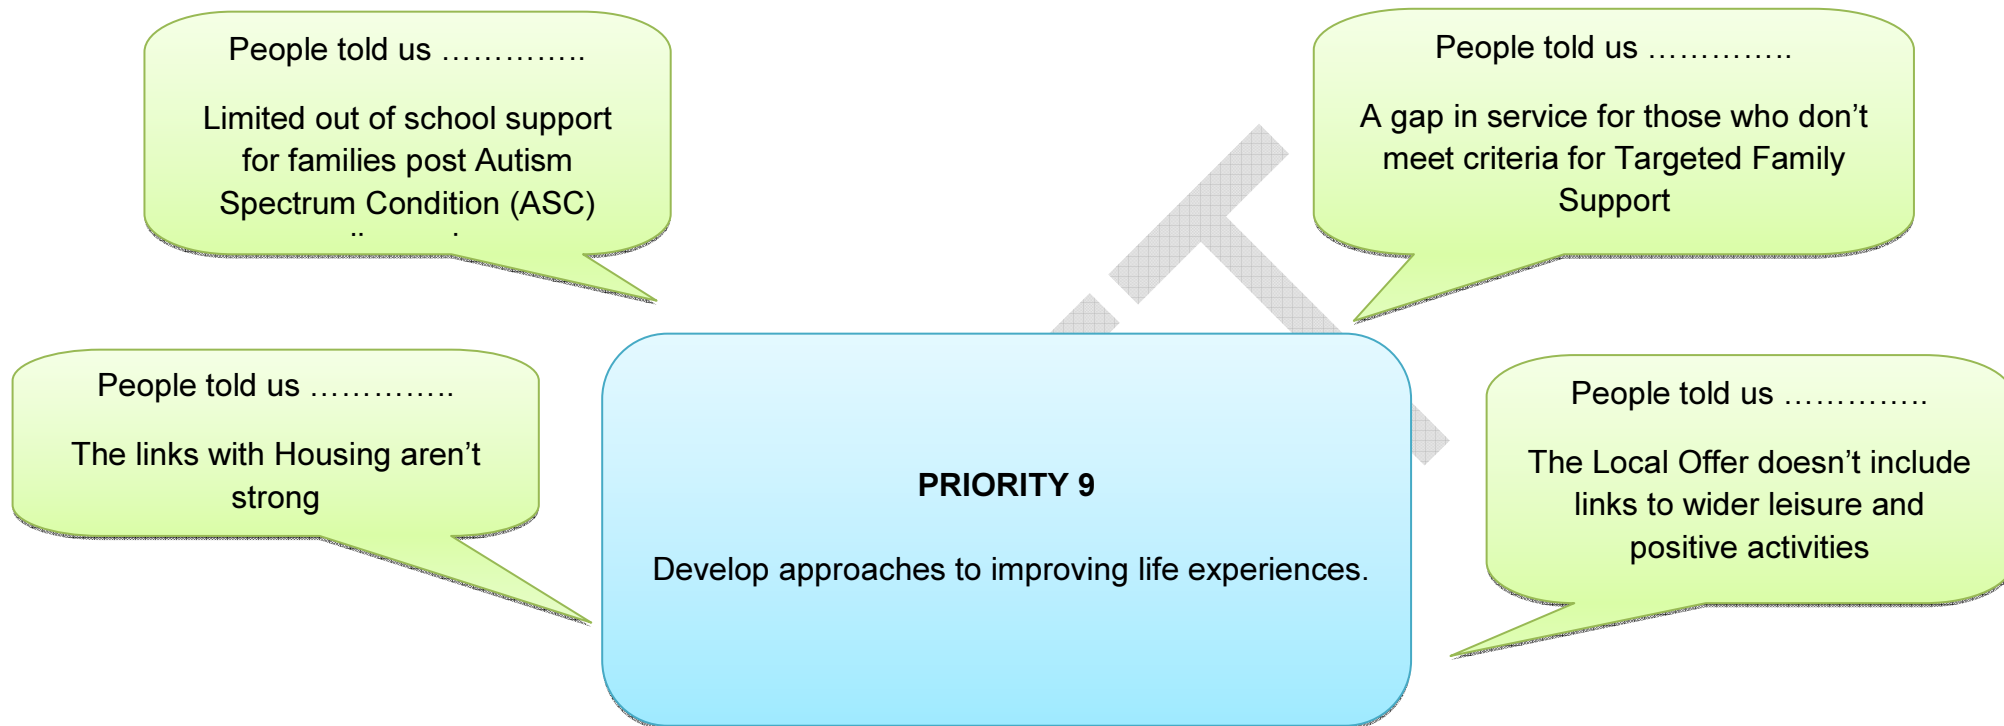 People told us …………..
Limited out of school support
for families post Autism
Spectrum Condition (ASC)
People told us …………..
A gap in service for those who don’t
meet criteria for Targeted Family
Support
People told us …………..
The links with Housing aren’t
strong
PRIORITY 9
Develop approaches to improving life experiences.
People told us …………..
The Local Offer doesn’t include
links to wider leisure and
positive activities